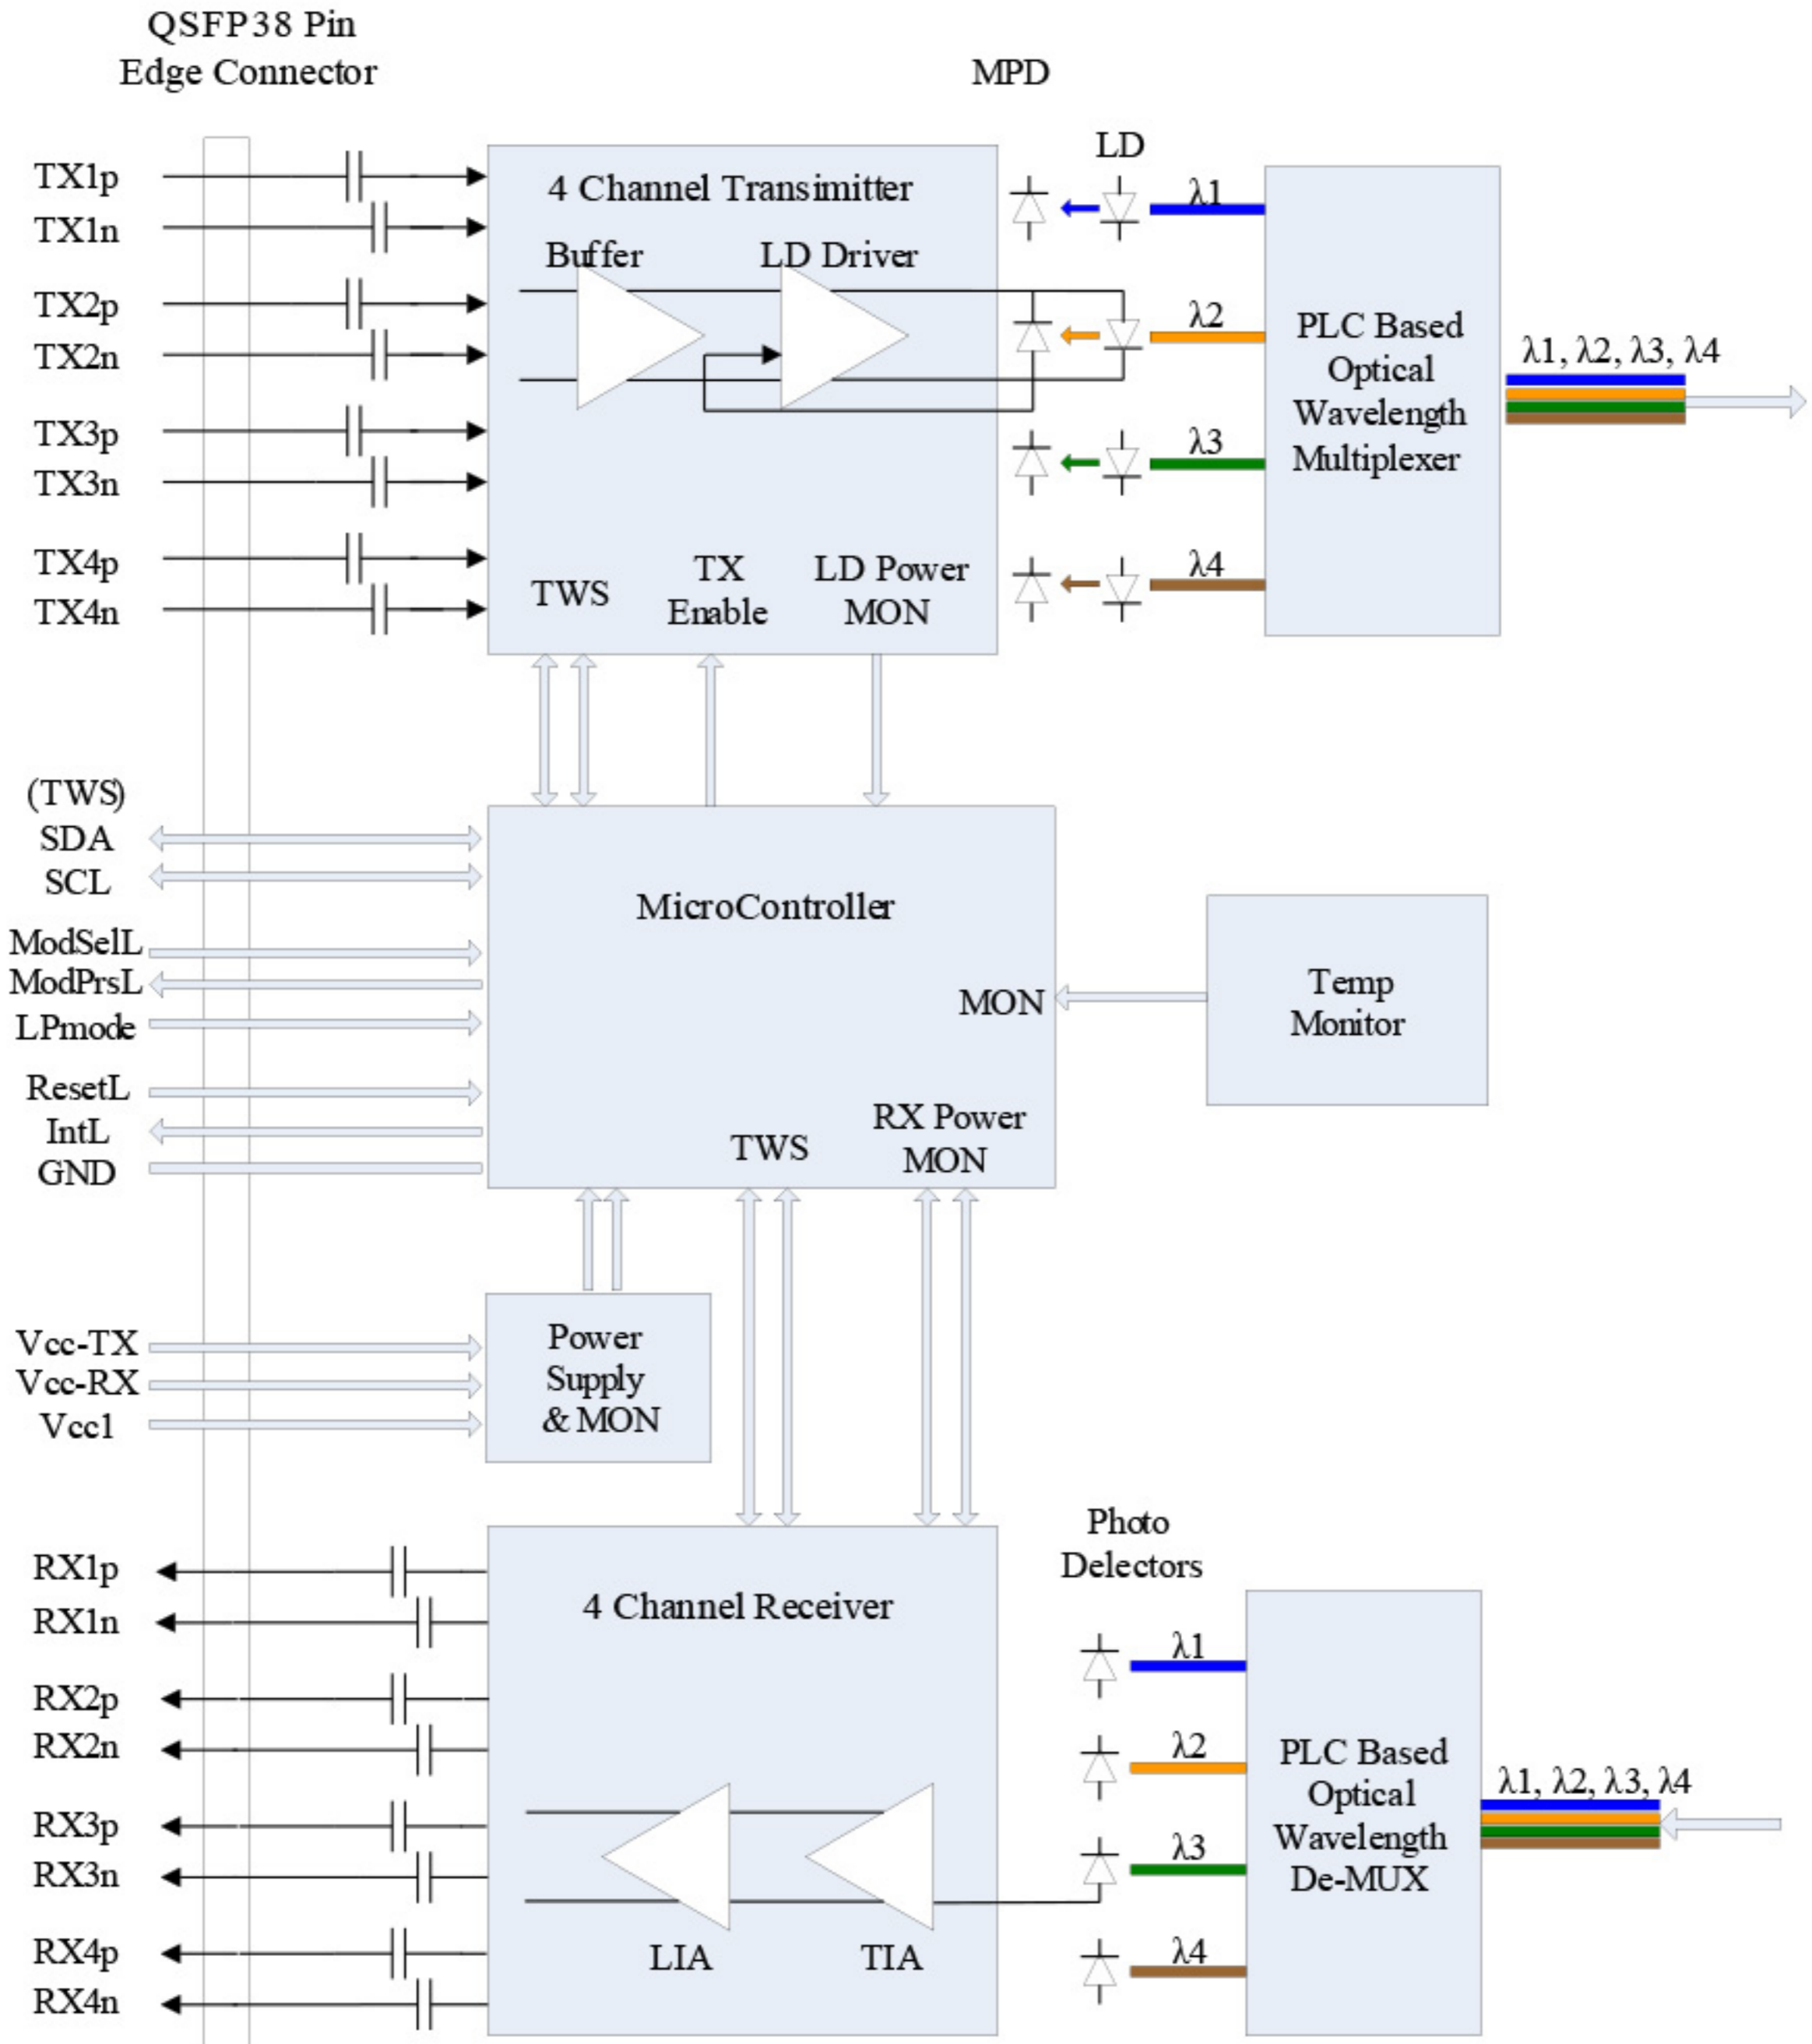 QSFP38 Pin
Edge Connector
MPD
LD
TX1p
TX1n
TX2p
TX2n
TX3p
TX3n
TX4p
TX4n
4 Channel Transimitter
Buffer
LD Driver
TWS
TX
Enable
LD Power
MON
λ1
λ2
λ3
λ4
PLC Based
Optical
Wavelength
Multiplexer
λ1, λ2, λ3, λ4
(TWS)
SDA
SCL
ModSelL
ModPrsL
LPmode
ResetL
IntL
GND
MicroController
MON
TWS
RX Power
MON
Temp
Monitor
Vcc-TX
Vcc-RX
Vcc1
Power
Supply
& MON
RX1p
RX1n
RX2p
RX2n
RX3p
RX3n
RX4p
RX4n
4 Channel Receiver
LIA
TIA
Photo
Delectors
λ1
λ2
λ3
λ4
PLC Based
Optical
Wavelength
De-MUX
λ1, λ2, λ3, λ4